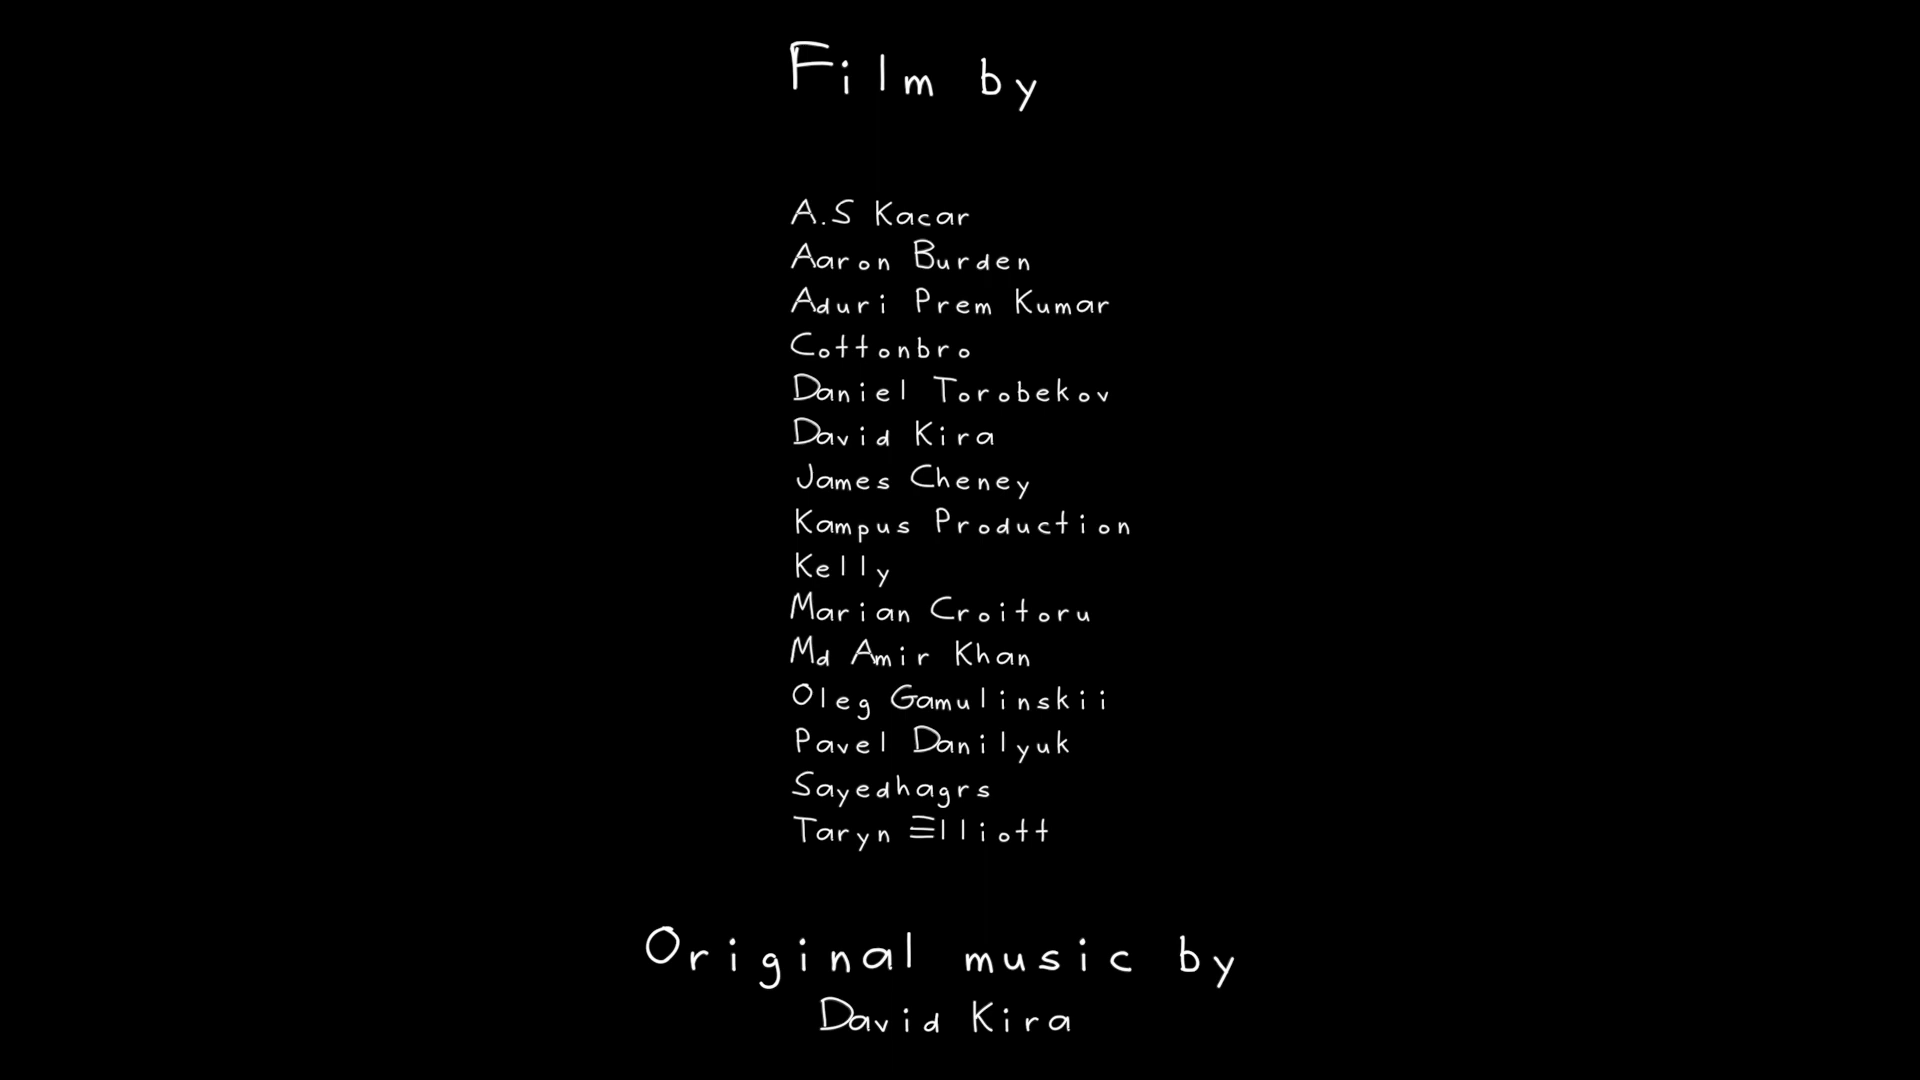 Film by
A.S Kacar
Aaron Burden
Aduri Prem Kumar
Cottonbro
Daniel Torobekov
David Kira
James Cheney
Kampus Production
Kelly
Marian Croitoru
Md Amir Khan
Oleg Gamulinskii
Pavel Danilyuk
Sayedhagrs
Taryn Elliott
Original music by
David Kira